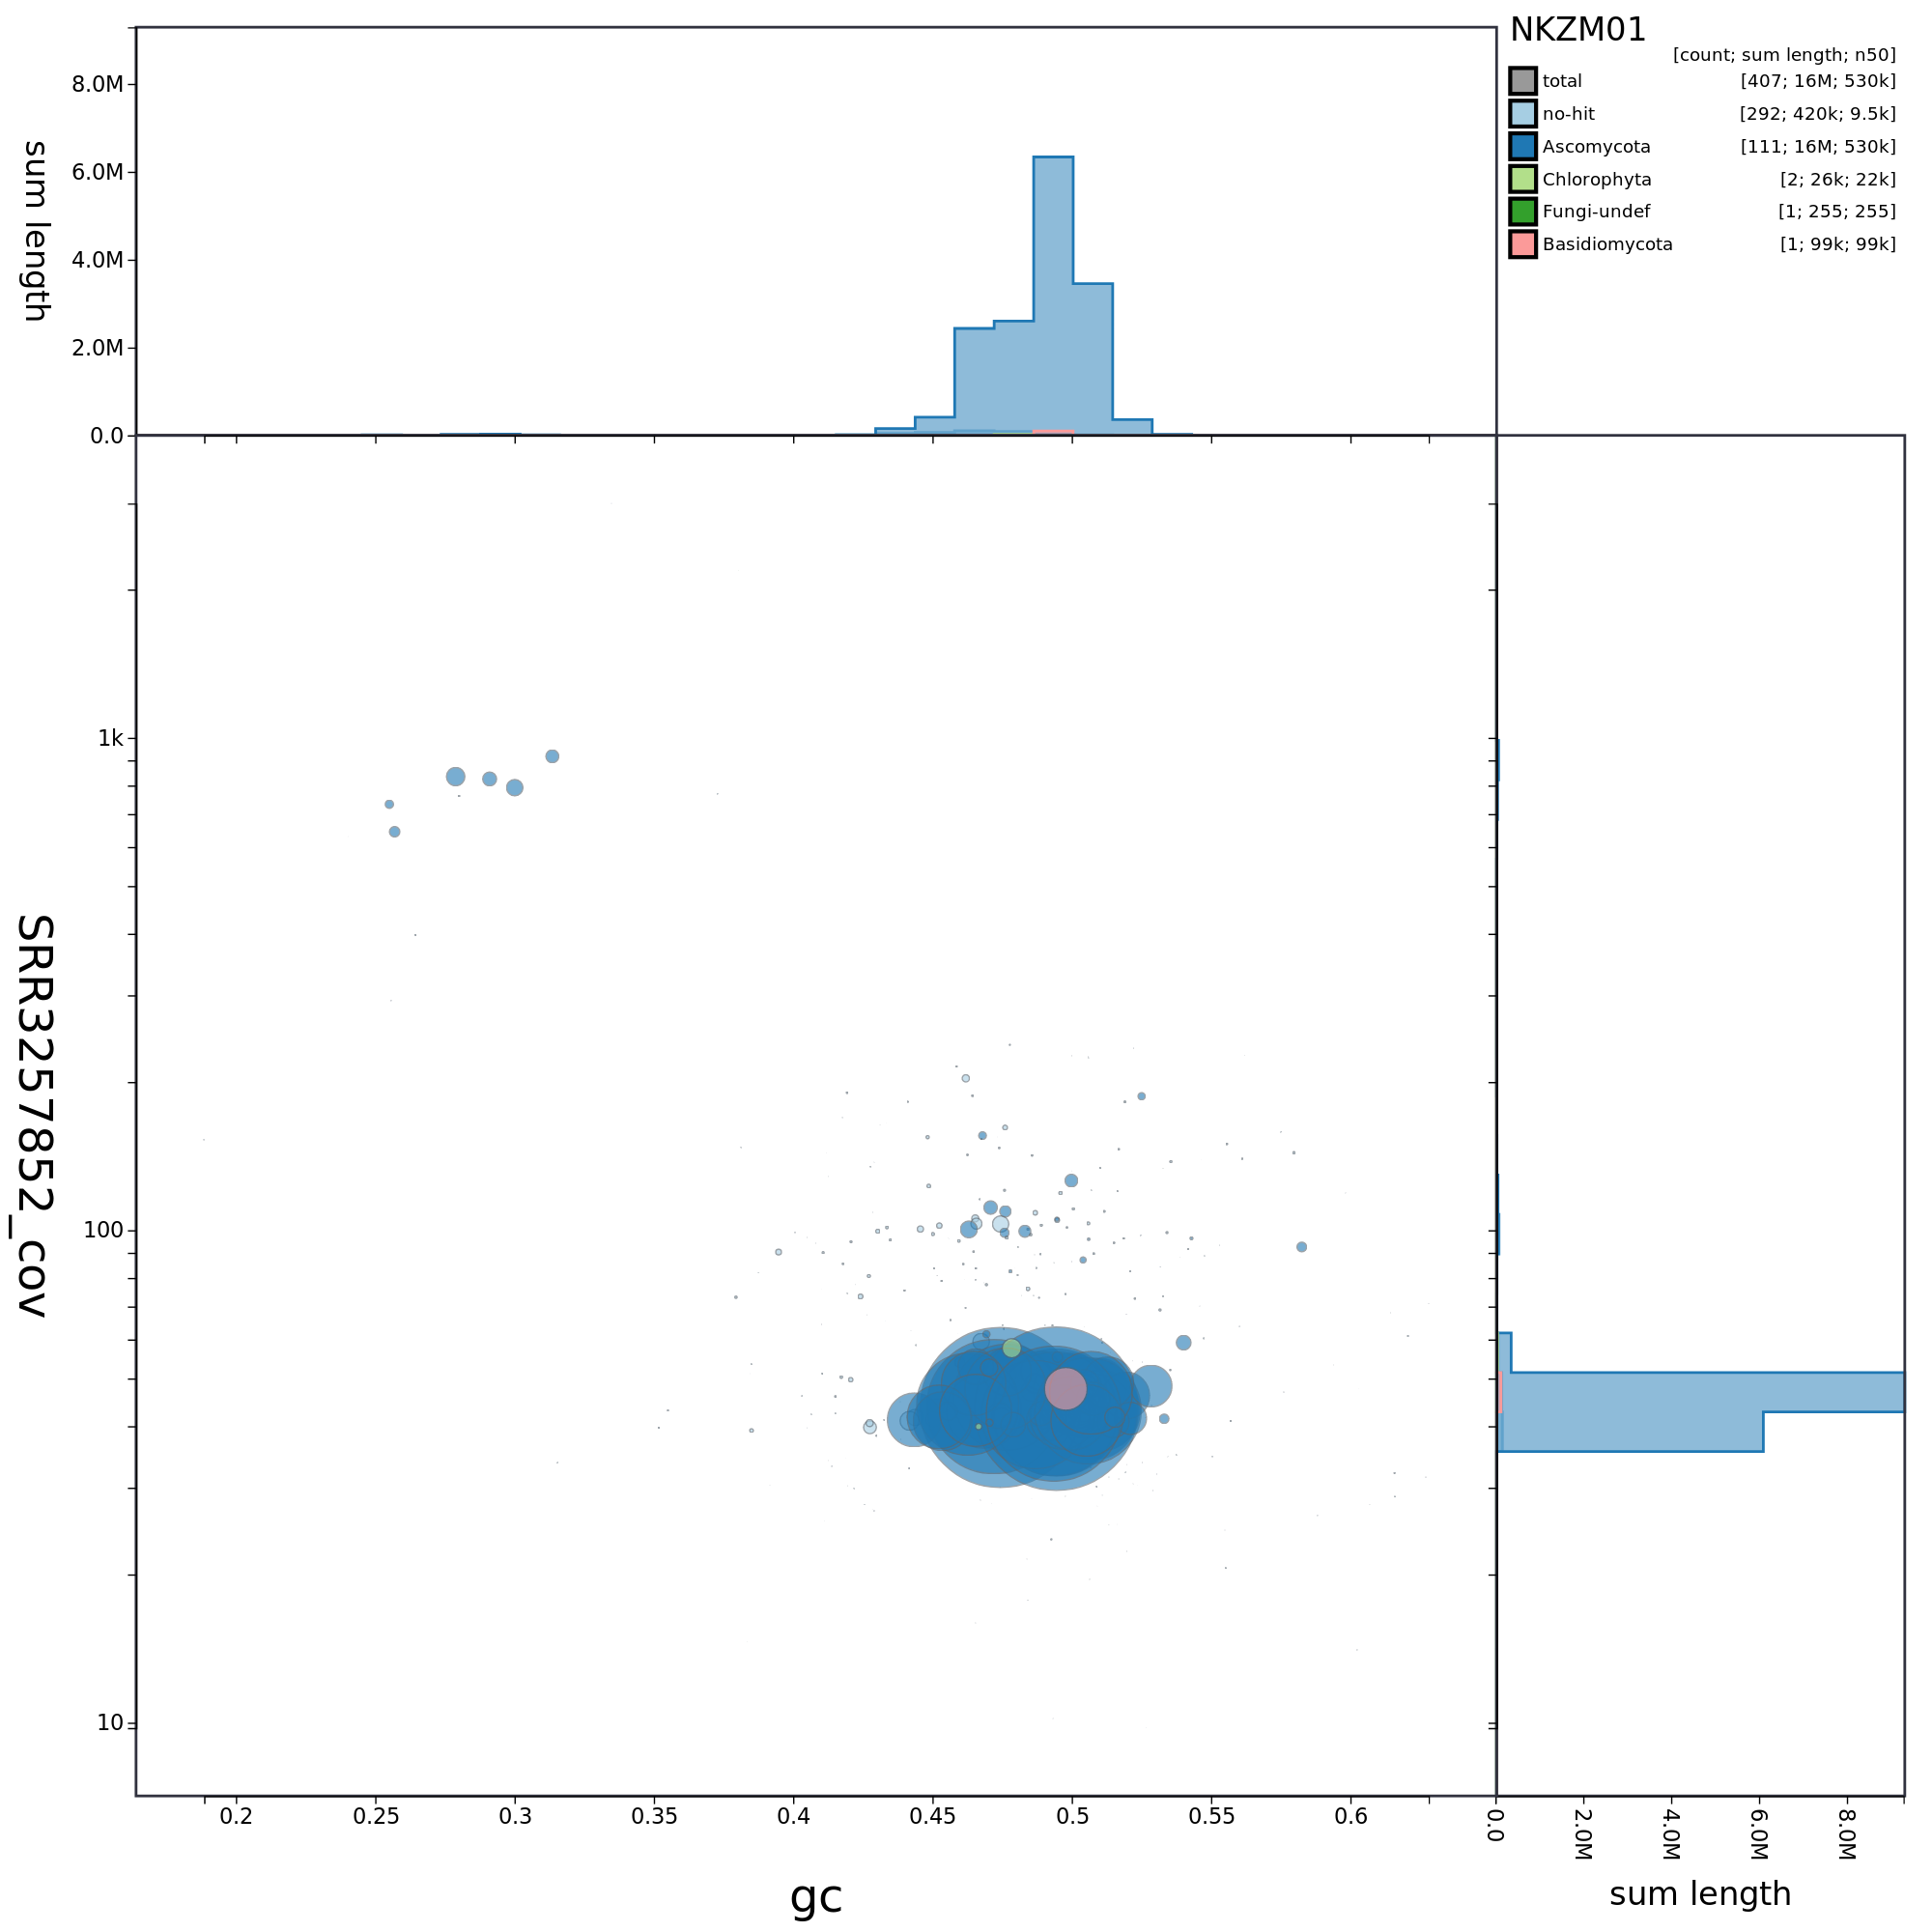 NKZM01
[count; sum length; n50]
total [407; 16M; 530k]
no-hit [292; 420k; 9.5k]
Ascomycota [111; 16M; 530k]
Chlorophyta [2; 26k; 22k]
Fungi-undef [1; 255; 255]
Basidiomycota [1; 99k; 99k]
sum length
8.0M
6.0M
4.0M
2.0M
0.0
SRR3257852_cov
1k
100
10
0.2 0.25 0.3 0.35 0.4 0.45 0.5 0.55 0.6
gc
0.0 2.0M 4.0M 6.0M 8.0M
sum length